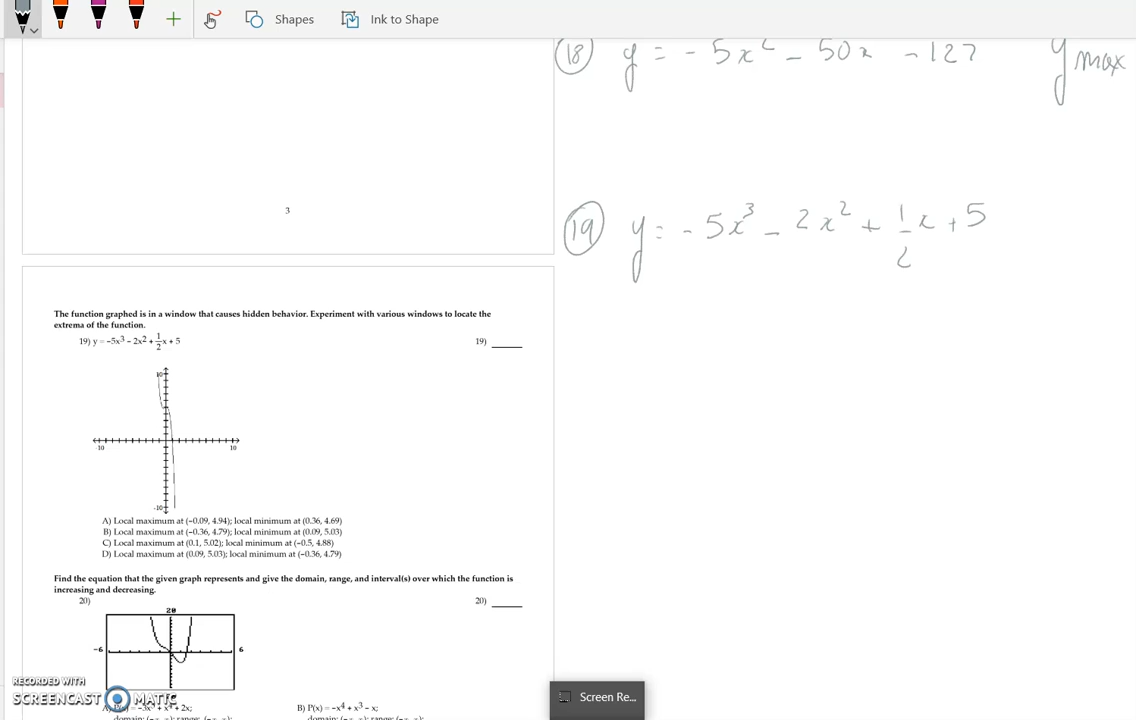 Shapes
Ink to Shape
18 y = - 5x² - 50x - 127 y max
3
19 y = - 5x³ - 2x² + 1/2 x + 5
The function graphed is in a window that causes hidden behavior. Experiment with various windows to locate the
extrema of the function.
19) y = -5x³ - 2x² + 1/2 x + 5 19) _____
10
-10 10
-10
A) Local maximum at (-0.09, 4.94); local minimum at (0.36, 4.69)
B) Local maximum at (-0.36, 4.79); local minimum at (0.09, 5.03)
C) Local maximum at (0.1, 5.02); local minimum at (-0.5, 4.88)
D) Local maximum at (0.09, 5.03); local minimum at (-0.36, 4.79)
Find the equation that the given graph represents and give the domain, range, and interval(s) over which the function is
increasing and decreasing.
20) 20) _____
20
-6 6
RECORDED WITH
SCREENCAST MATIC
Screen Re...
+ 2x; B) P(x) = -x⁴ + x³ - x;